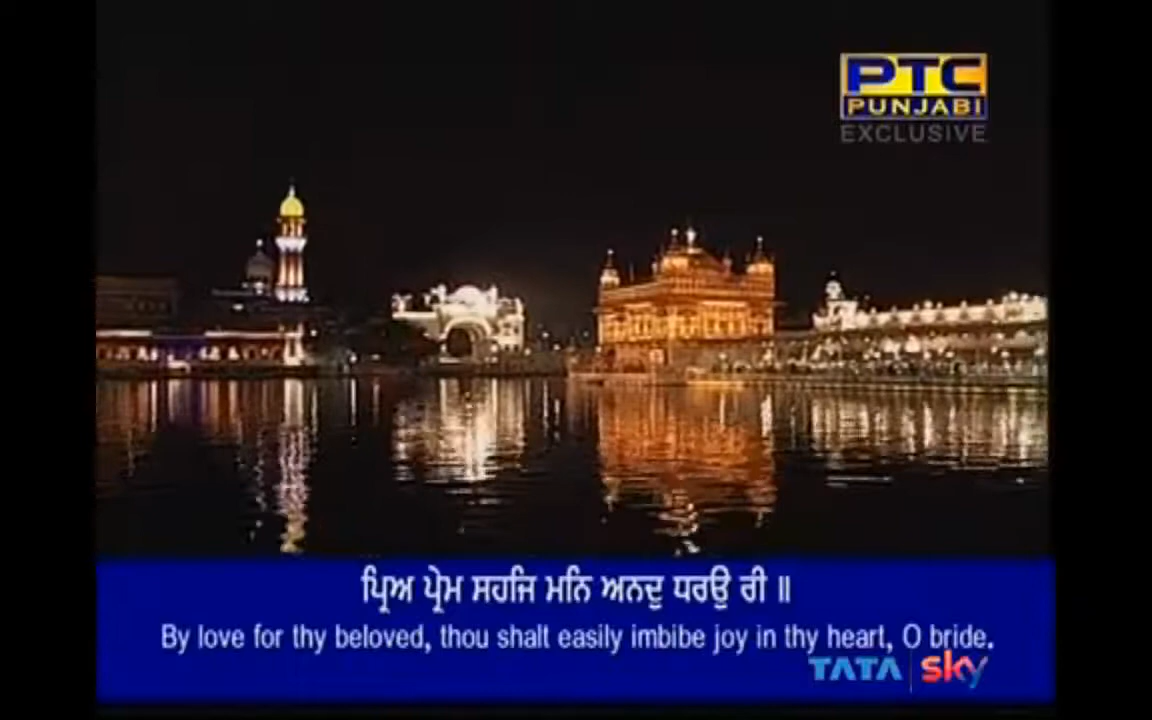 PTC
PUNJABI
EXCLUSIVE
ਪ੍ਰਿਅ ਪ੍ਰੇਮ ਸਹਜਿ ਮਨਿ ਅਨਦੁ ਧਰਉ ਰੀ ॥
By love for thy beloved, thou shalt easily imbibe joy in thy heart, O bride.
TATA sky